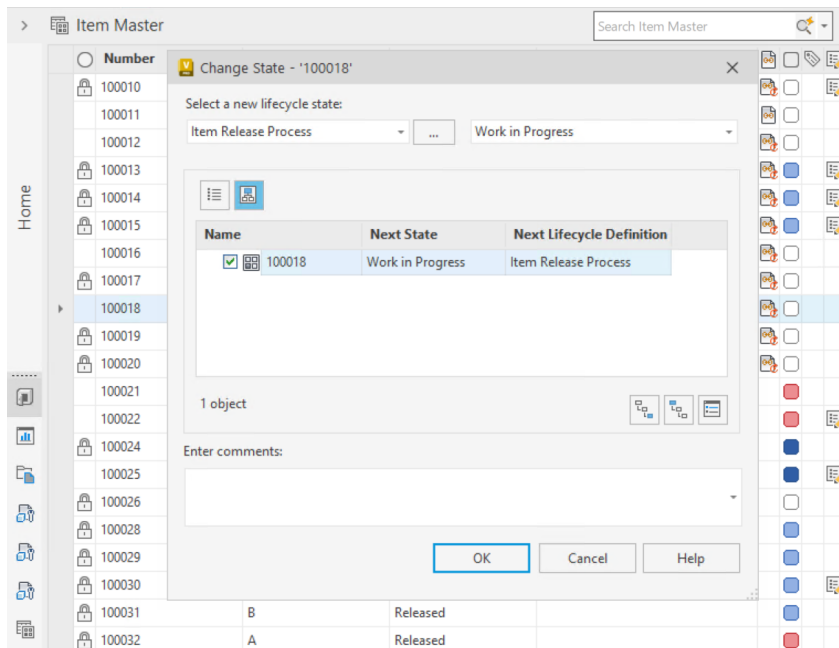 Item Master
Search Item Master
Number
V
Change State - '100018'
100010
Select a new lifecycle state:
100011
Item Release Process
...
Work in Progress
100012
100013
Home
100014
100015
Name
Next State
Next Lifecycle Definition
100016
100018
Work in Progress
Item Release Process
100017
100018
100019
100020
100021
1 object
100022
100024
Enter comments:
100025
100026
100028
100029
OK
Cancel
Help
100030
100031
B
Released
100032
A
Released